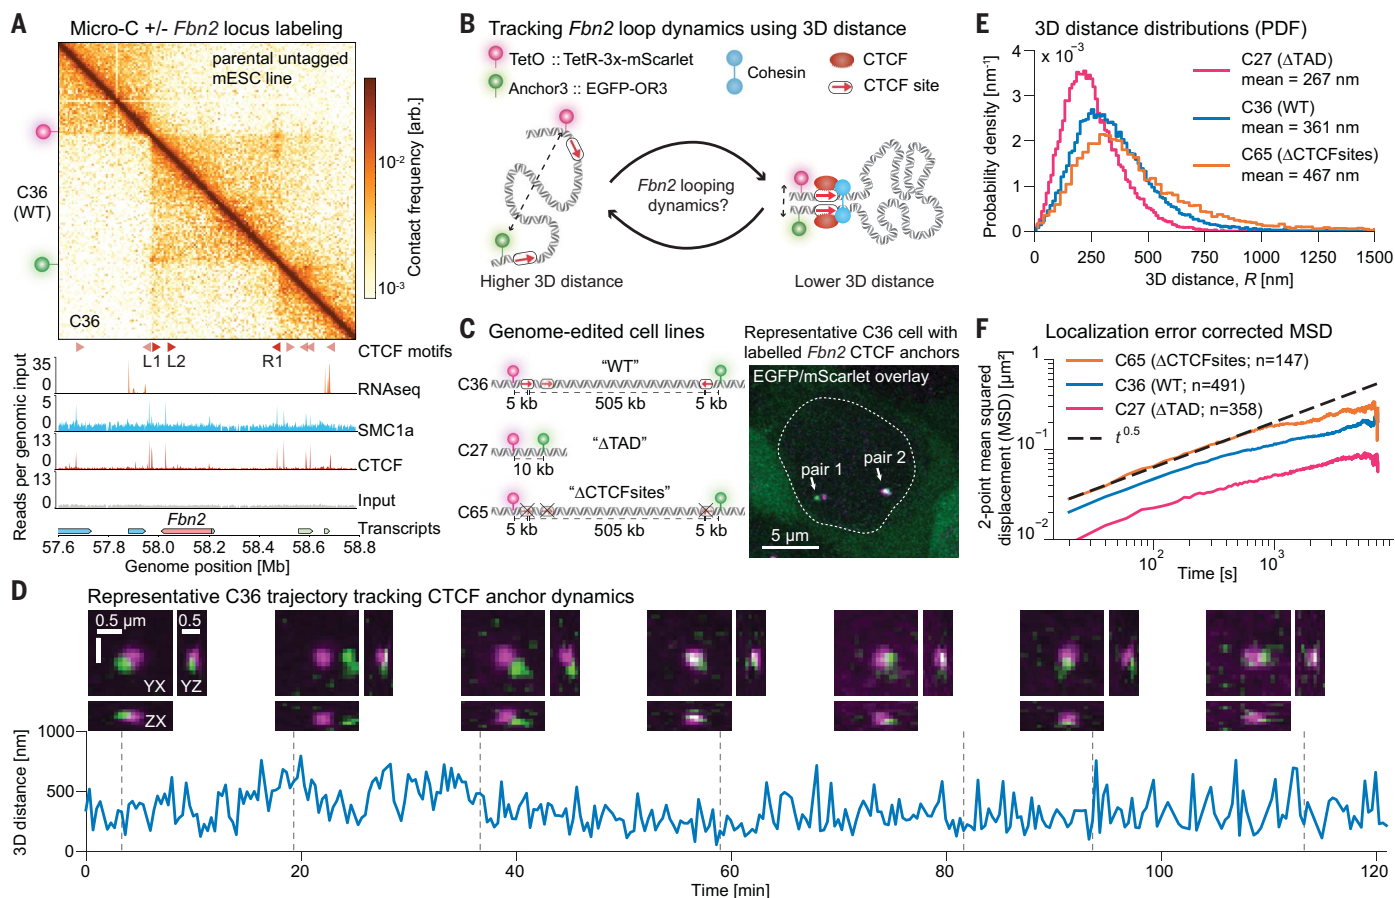 A Micro-C +/- Fbn2 locus labeling
parental untagged
mESC line
C36
(WT)
C36
10-2
10-3
Contact frequency [arb.]
L1 L2 R1 CTCF motifs
Reads per genomic input
35
0
RNAseq
5
0
SMC1a
13
0
CTCF
13
0
Input
Fbn2
Transcripts
57.6 57.8 58.0 58.2 58.4 58.6 58.8
Genome position [Mb]
B Tracking Fbn2 loop dynamics using 3D distance
TetO :: TetR-3x-mScarlet
Anchor3 :: EGFP-OR3
Cohesin
CTCF
CTCF site
Fbn2 looping
dynamics?
Higher 3D distance
Lower 3D distance
C Genome-edited cell lines
C36 "WT"
5 kb 505 kb 5 kb
C27 "ΔTAD"
10 kb
C65 "ΔCTCFsites"
5 kb 505 kb 5 kb
Representative C36 cell with
labelled Fbn2 CTCF anchors
EGFP/mScarlet overlay
pair 1 pair 2
5 µm
D Representative C36 trajectory tracking CTCF anchor dynamics
0.5 µm 0.5
YX YZ
ZX
3D distance [nm]
1000
500
0
0 20 40 60 80 100 120
Time [min]
E 3D distance distributions (PDF)
x 10-3
Probability density [nm-1]
4
3
2
1
0
C27 (ΔTAD)
mean = 267 nm
C36 (WT)
mean = 361 nm
C65 (ΔCTCFsites)
mean = 467 nm
0 250 500 750 1000 1250 1500
3D distance, R [nm]
F Localization error corrected MSD
2-point mean squared
displacement (MSD) [µm²]
1
10-1
10-2
C65 (ΔCTCFsites; n=147)
C36 (WT; n=491)
C27 (ΔTAD; n=358)
t0.5
102 103
Time [s]